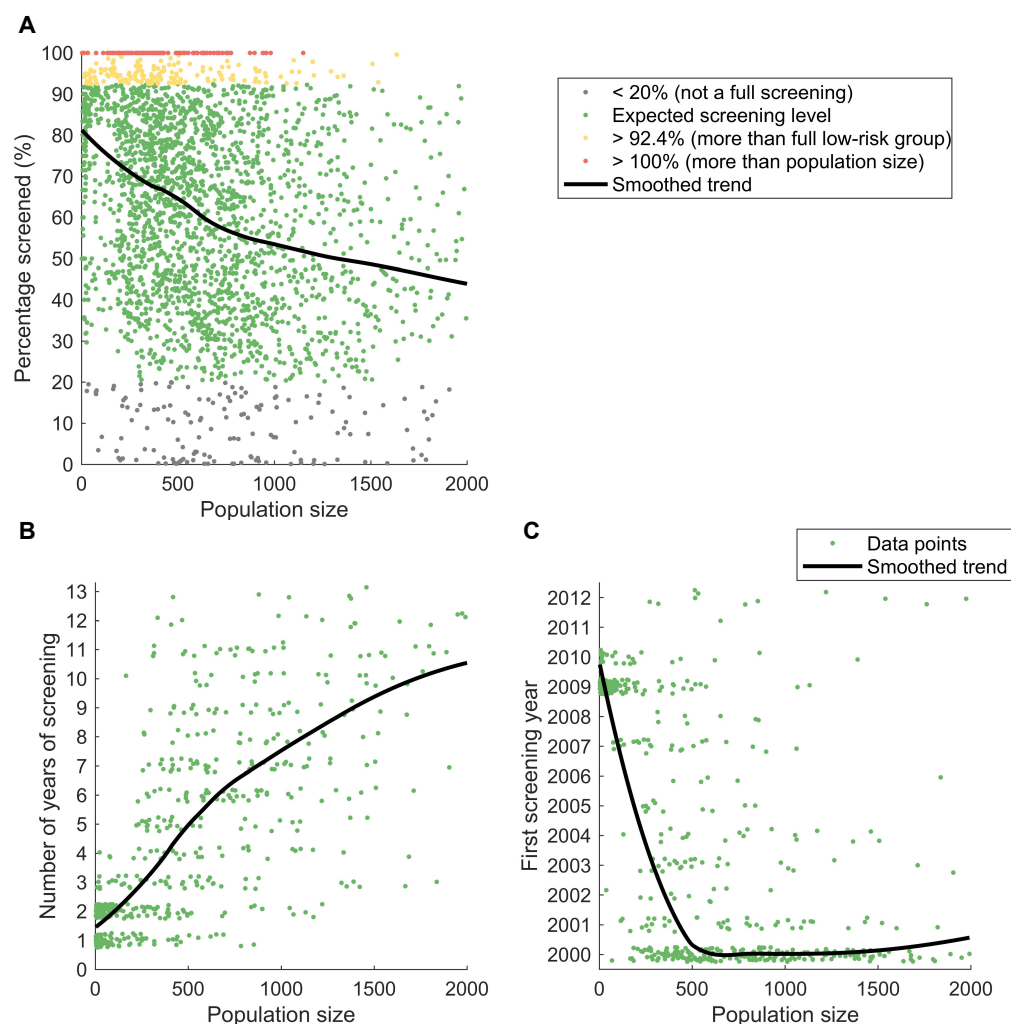 A
Percentage screened (%)
100
90
80
70
60
50
40
30
20
10
0
0 500 1000 1500 2000
Population size
< 20% (not a full screening)
Expected screening level
> 92.4% (more than full low-risk group)
> 100% (more than population size)
Smoothed trend
B
Number of years of screening
13
12
11
10
9
8
7
6
5
4
3
2
1
0
0 500 1000 1500 2000
Population size
C
Data points
Smoothed trend
First screening year
2012
2011
2010
2009
2008
2007
2006
2005
2004
2003
2002
2001
2000
0 500 1000 1500 2000
Population size